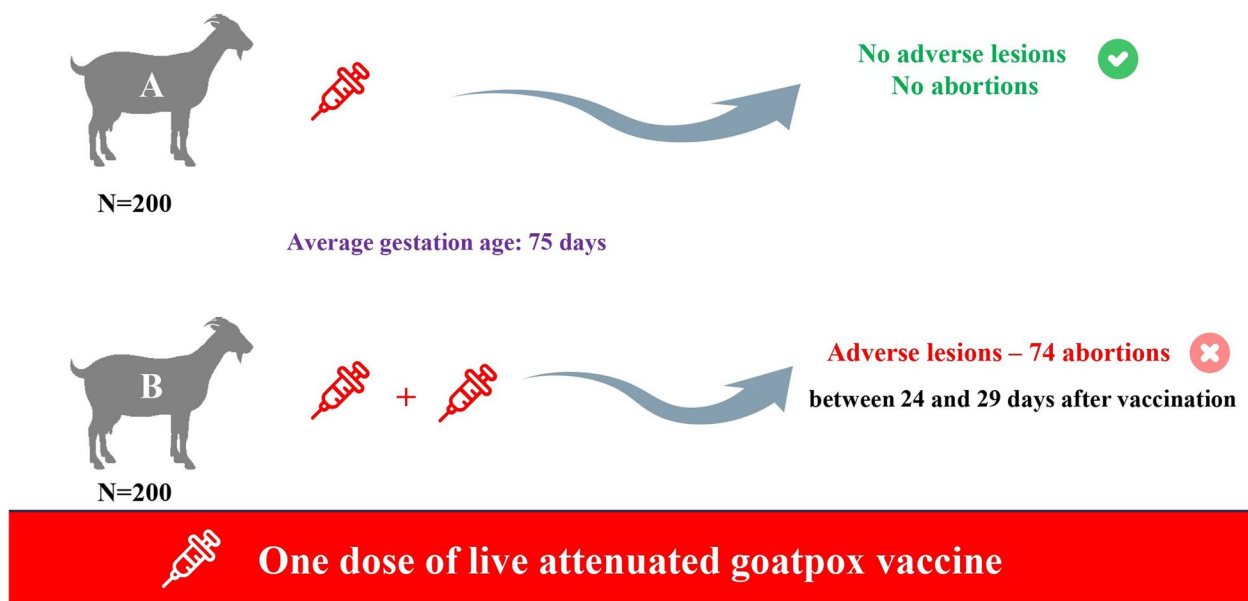 A
No adverse lesions
No abortions
N=200
Average gestation age: 75 days
B
+
Adverse lesions – 74 abortions
between 24 and 29 days after vaccination
N=200
One dose of live attenuated goatpox vaccine